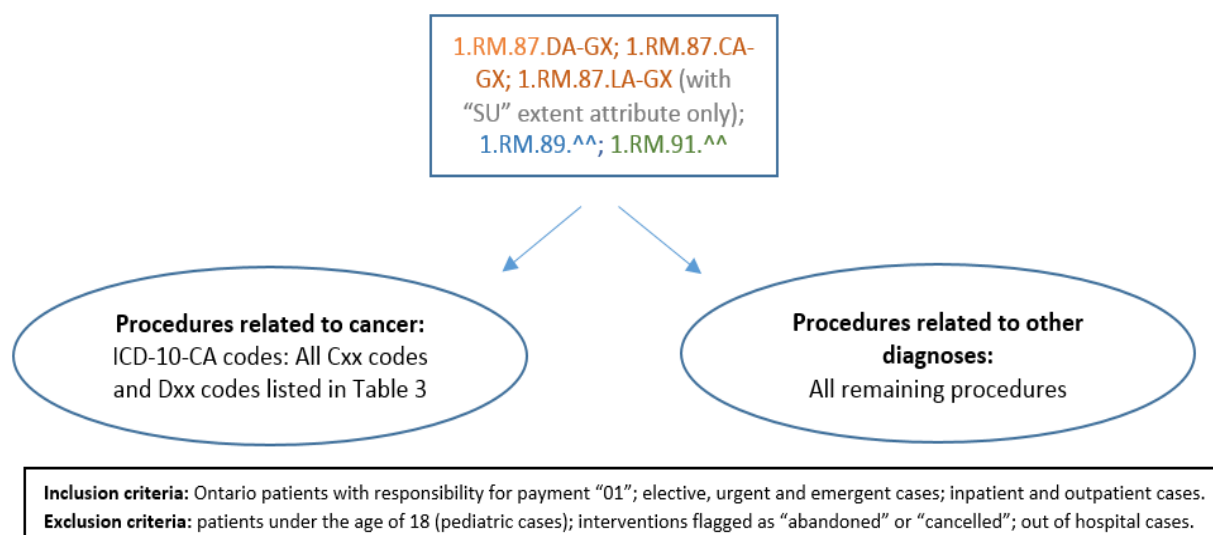 1.RM.87.DA-GX; 1.RM.87.CA-
GX; 1.RM.87.LA-GX (with
“SU” extent attribute only);
1.RM.89.^^; 1.RM.91.^^
Procedures related to cancer:
ICD-10-CA codes: All Cxx codes
and Dxx codes listed in Table 3
Procedures related to other
diagnoses:
All remaining procedures
Inclusion criteria: Ontario patients with responsibility for payment “01”; elective, urgent and emergent cases; inpatient and outpatient cases.
Exclusion criteria: patients under the age of 18 (pediatric cases); interventions flagged as “abandoned” or “cancelled”; out of hospital cases.